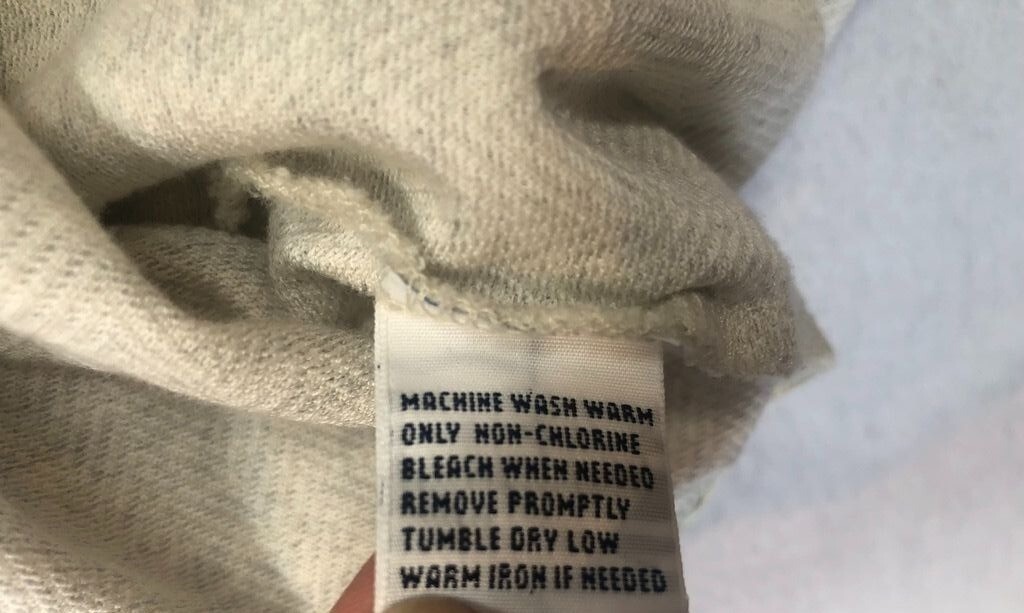 MACHINE WASH WARM
ONLY NON-CHLORINE
BLEACH WHEN NEEDED
REMOVE PROMPTLY
TUMBLE DRY LOW
WARM IRON IF NEEDED